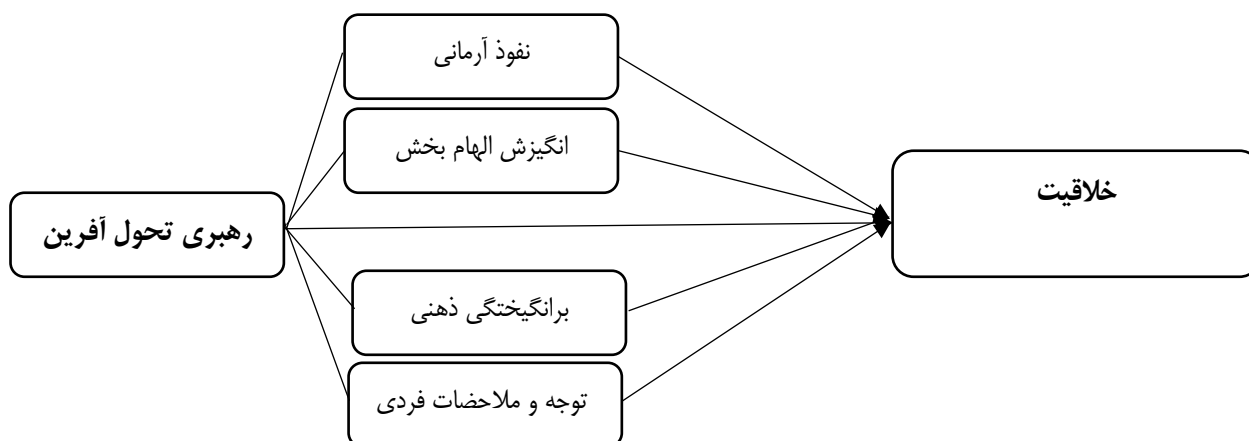 نفوذ آرمانی
انگیزش الهام بخش
خلاقیت
رهبری تحول آفرین
برانگیختگی ذهنی
توجه و ملاحضات فردی